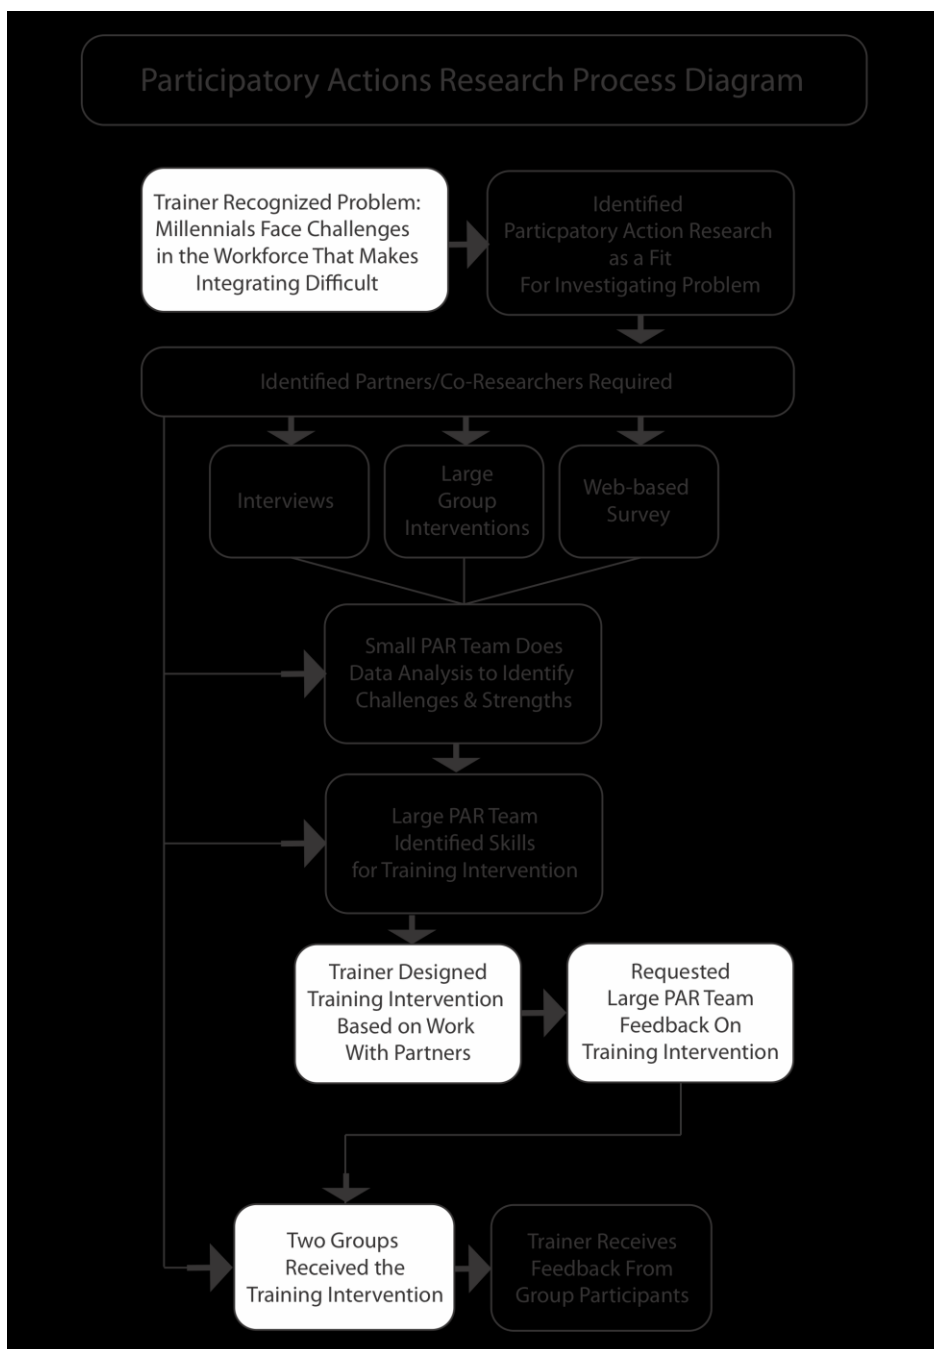 Participatory Actions Research Process Diagram
Trainer Recognized Problem:
Millennials Face Challenges
in the Workforce That Makes
Integrating Difficult
Identified
Particpatory Action Research
as a Fit
For Investigating Problem
Identified Partners/Co-Researchers Required
Interviews
Large
Group
Interventions
Web-based
Survey
Small PAR Team Does
Data Analysis to Identify
Challenges & Strengths
Large PAR Team
Identified Skills
for Training Intervention
Trainer Designed
Training Intervention
Based on Work
With Partners
Requested
Large PAR Team
Feedback On
Training Intervention
Two Groups
Received the
Training Intervention
Trainer Receives
Feedback From
Group Participants